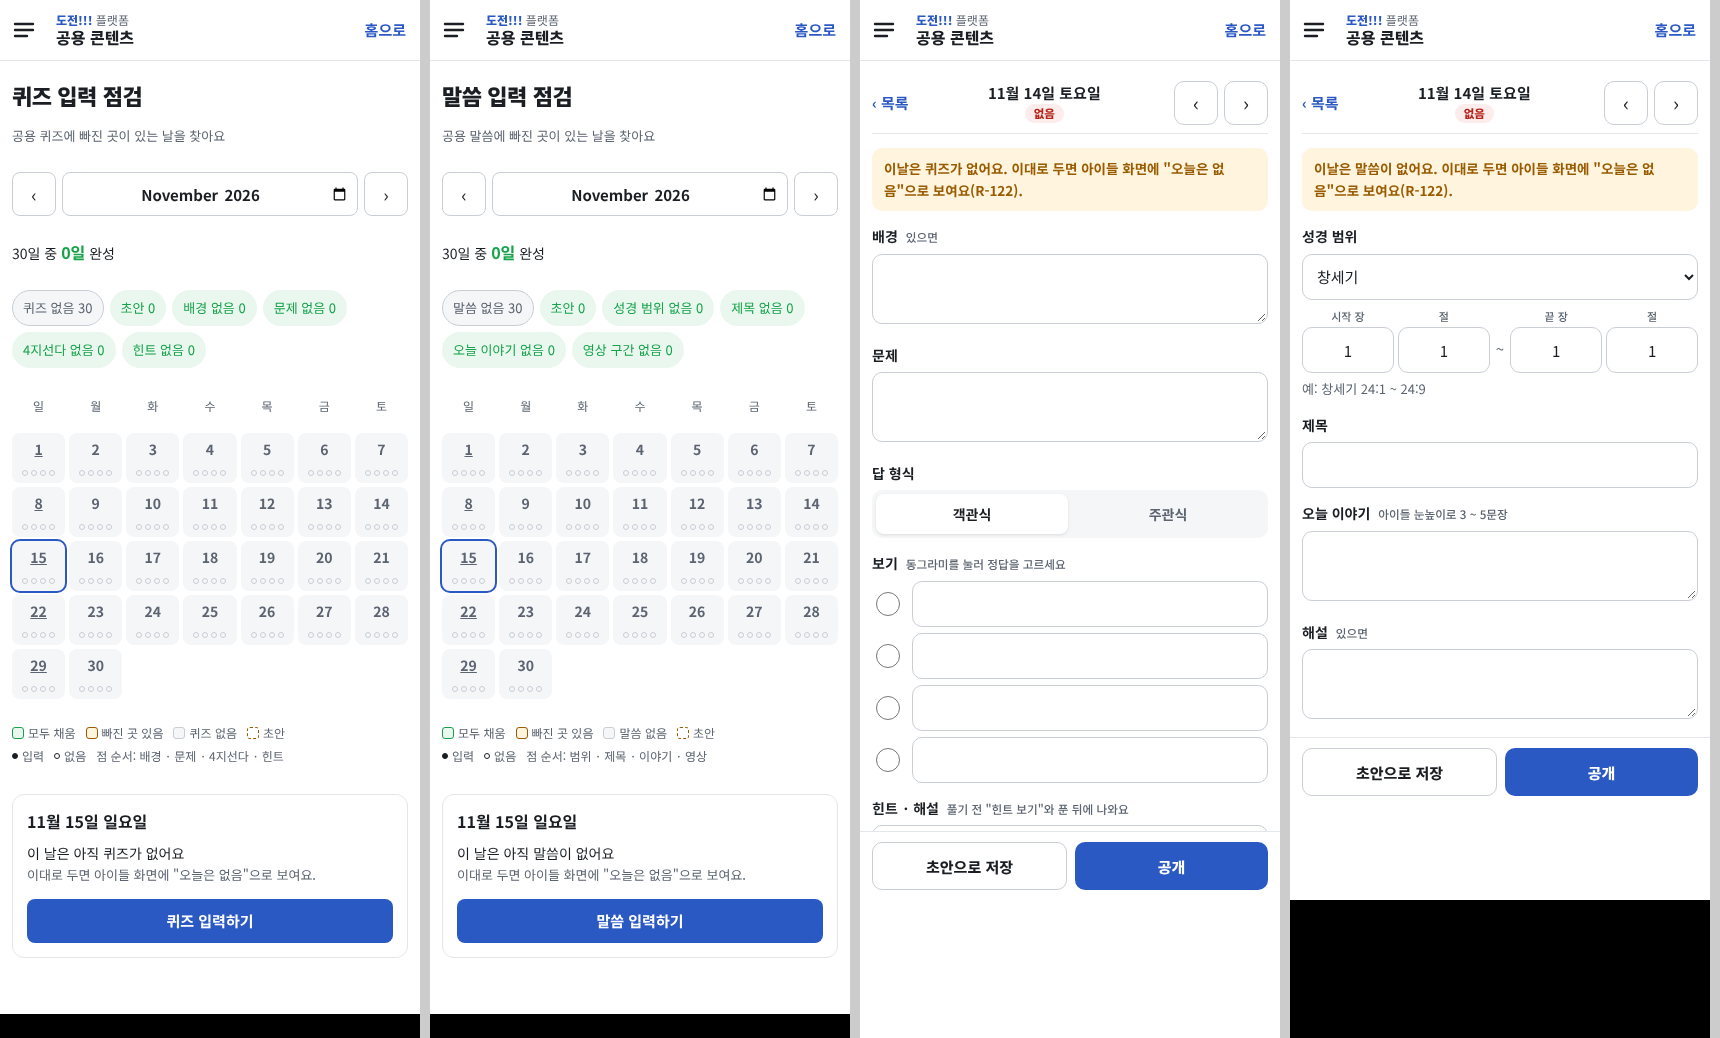 도전!!! 플랫폼
공용 콘텐츠
홈으로
퀴즈 입력 점검
공용 퀴즈에 빠진 곳이 있는 날을 찾아요
‹ November 2026 ›
30일 중 0일 완성
퀴즈 없음 30 초안 0 배경 없음 0 문제 없음 0
4지선다 없음 0 힌트 없음 0
일 월 화 수 목 금 토
1 2 3 4 5 6 7
8 9 10 11 12 13 14
15 16 17 18 19 20 21
22 23 24 25 26 27 28
29 30
모두 채움 빠진 곳 있음 퀴즈 없음 초안
입력 없음 점 순서: 배경 · 문제 · 4지선다 · 힌트
11월 15일 일요일
이 날은 아직 퀴즈가 없어요
이대로 두면 아이들 화면에 "오늘은 없음"으로 보여요.
퀴즈 입력하기
도전!!! 플랫폼
공용 콘텐츠
홈으로
말씀 입력 점검
공용 말씀에 빠진 곳이 있는 날을 찾아요
‹ November 2026 ›
30일 중 0일 완성
말씀 없음 30 초안 0 성경 범위 없음 0 제목 없음 0
오늘 이야기 없음 0 영상 구간 없음 0
일 월 화 수 목 금 토
1 2 3 4 5 6 7
8 9 10 11 12 13 14
15 16 17 18 19 20 21
22 23 24 25 26 27 28
29 30
모두 채움 빠진 곳 있음 말씀 없음 초안
입력 없음 점 순서: 범위 · 제목 · 이야기 · 영상
11월 15일 일요일
이 날은 아직 말씀이 없어요
이대로 두면 아이들 화면에 "오늘은 없음"으로 보여요.
말씀 입력하기
도전!!! 플랫폼
공용 콘텐츠
홈으로
‹ 목록
11월 14일 토요일
없음
‹ ›
이날은 퀴즈가 없어요. 이대로 두면 아이들 화면에 "오늘은 없
음"으로 보여요(R-122).
배경 있으면
문제
답 형식
객관식 주관식
보기 동그라미를 눌러 정답을 고르세요
힌트 · 해설 풀기 전 "힌트 보기"와 푼 뒤에 나와요
초안으로 저장 공개
도전!!! 플랫폼
공용 콘텐츠
홈으로
‹ 목록
11월 14일 토요일
없음
‹ ›
이날은 말씀이 없어요. 이대로 두면 아이들 화면에 "오늘은 없
음"으로 보여요(R-122).
성경 범위
창세기
시작 장 절 끝 장 절
1 1 ~ 1 1
예: 창세기 24:1 ~ 24:9
제목
오늘 이야기 아이들 눈높이로 3 ~ 5문장
해설 있으면
초안으로 저장 공개